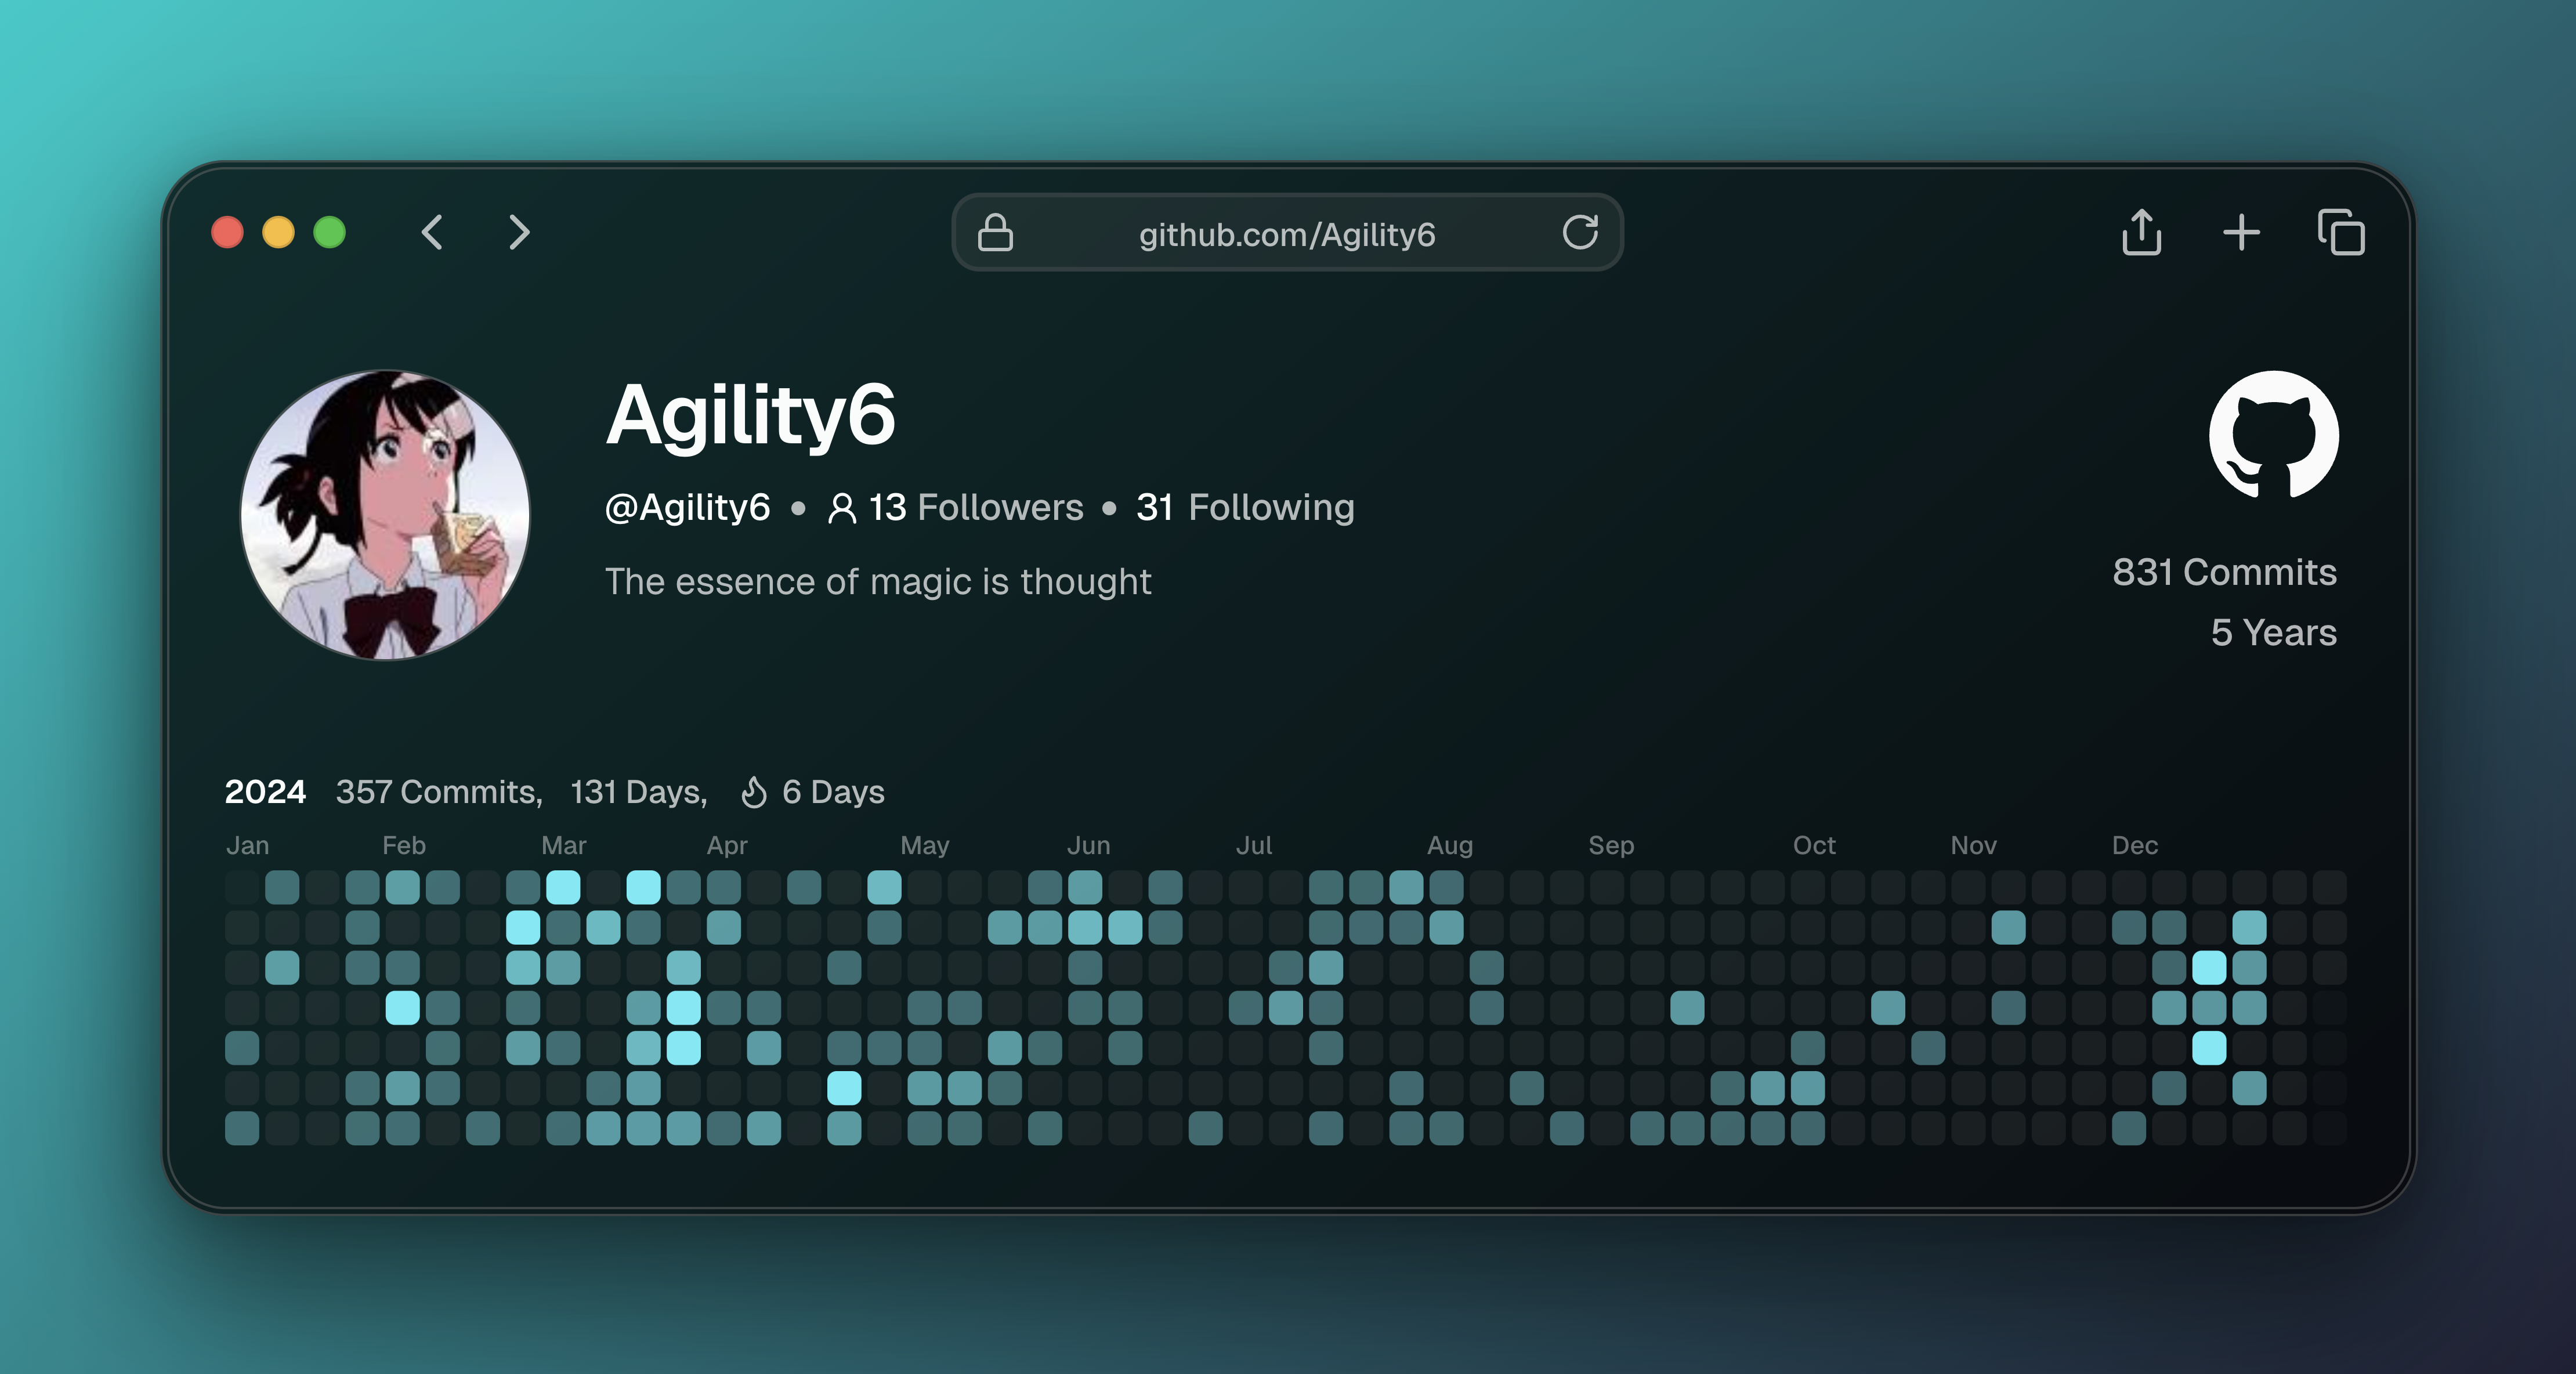 github.com/Agility6
Agility6
@Agility6 • 13 Followers • 31 Following
The essence of magic is thought
831 Commits
5 Years
2024 357 Commits, 131 Days, 6 Days
Jan Feb Mar Apr May Jun Jul Aug Sep Oct Nov Dec